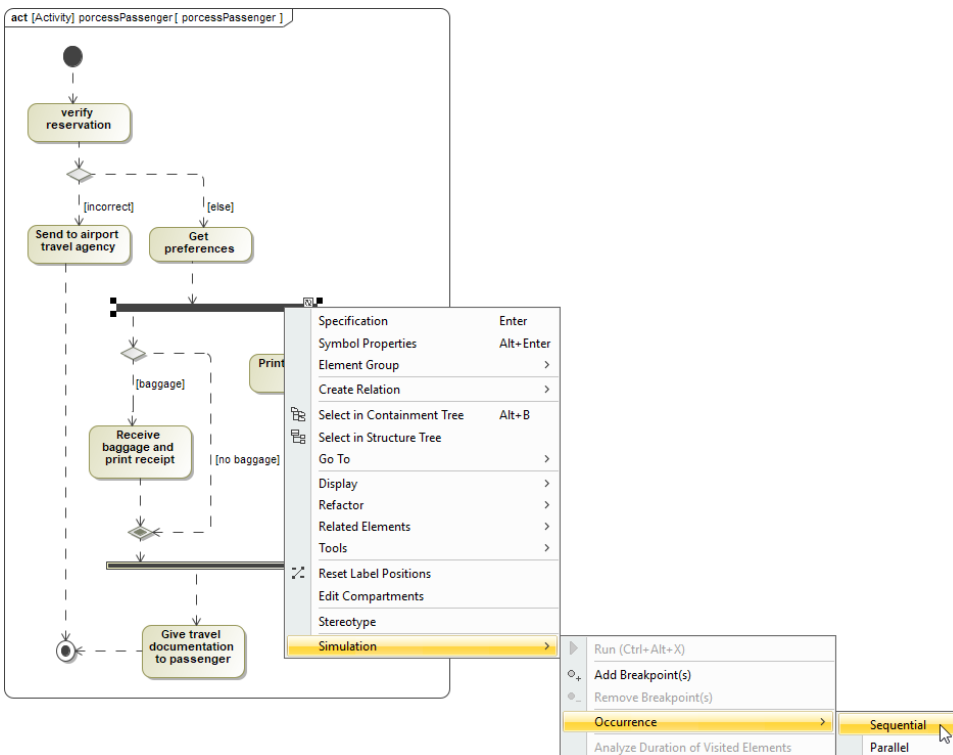 act [Activity] porcessPassenger [ porcessPassenger ]
verify
reservation
[incorrect]
[else]
Send to airport
travel agency
Get
preferences
[baggage]
Print
Receive
baggage and
print receipt
[no baggage]
Give travel
documentation
to passenger
Specification Enter
Symbol Properties Alt+Enter
Element Group
Create Relation
Select in Containment Tree Alt+B
Select in Structure Tree
Go To
Display
Refactor
Related Elements
Tools
Reset Label Positions
Edit Compartments
Stereotype
Simulation
Run (Ctrl+Alt+X)
Add Breakpoint(s)
Remove Breakpoint(s)
Occurrence
Analyze Duration of Visited Elements
Sequential
Parallel